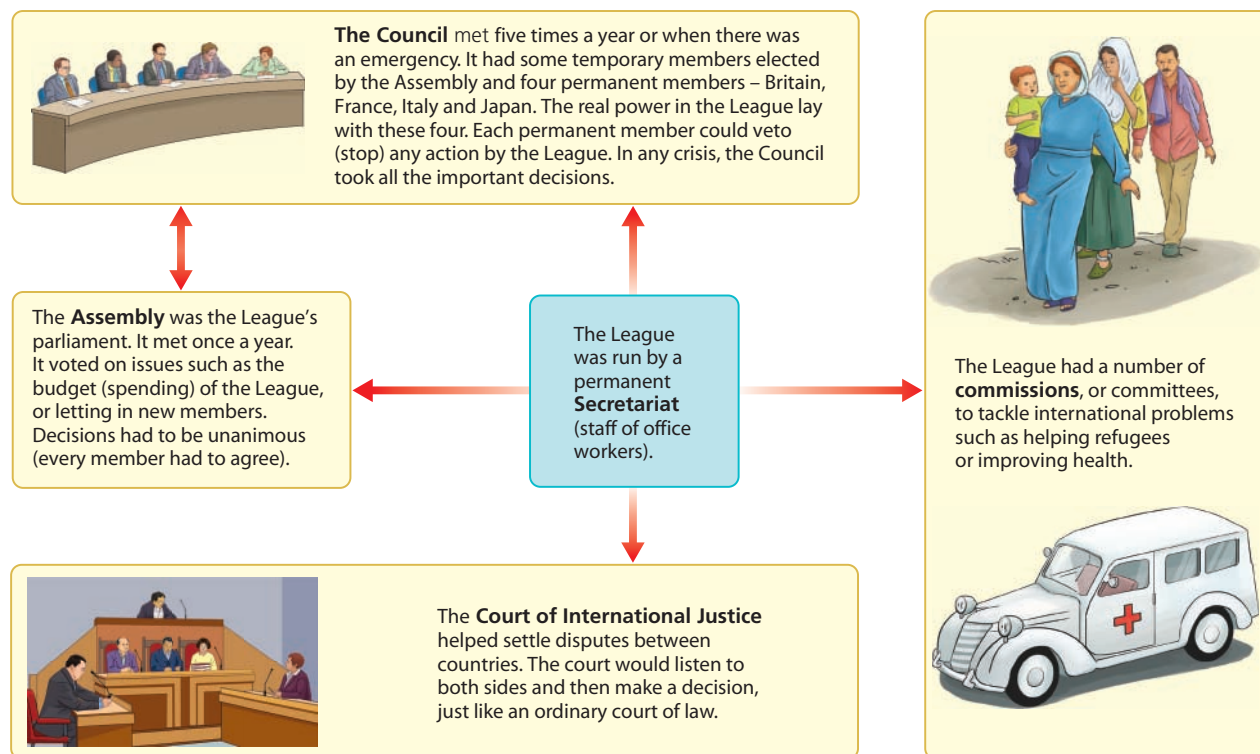 The Council met five times a year or when there was
an emergency. It had some temporary members elected
by the Assembly and four permanent members – Britain,
France, Italy and Japan. The real power in the League lay
with these four. Each permanent member could veto
(stop) any action by the League. In any crisis, the Council
took all the important decisions.
The Assembly was the League's
parliament. It met once a year.
It voted on issues such as the
budget (spending) of the League,
or letting in new members.
Decisions had to be unanimous
(every member had to agree).
The League
was run by a
permanent
Secretariat
(staff of office
workers).
The League had a number of
commissions, or committees,
to tackle international problems
such as helping refugees
or improving health.
The Court of International Justice
helped settle disputes between
countries. The court would listen to
both sides and then make a decision,
just like an ordinary court of law.